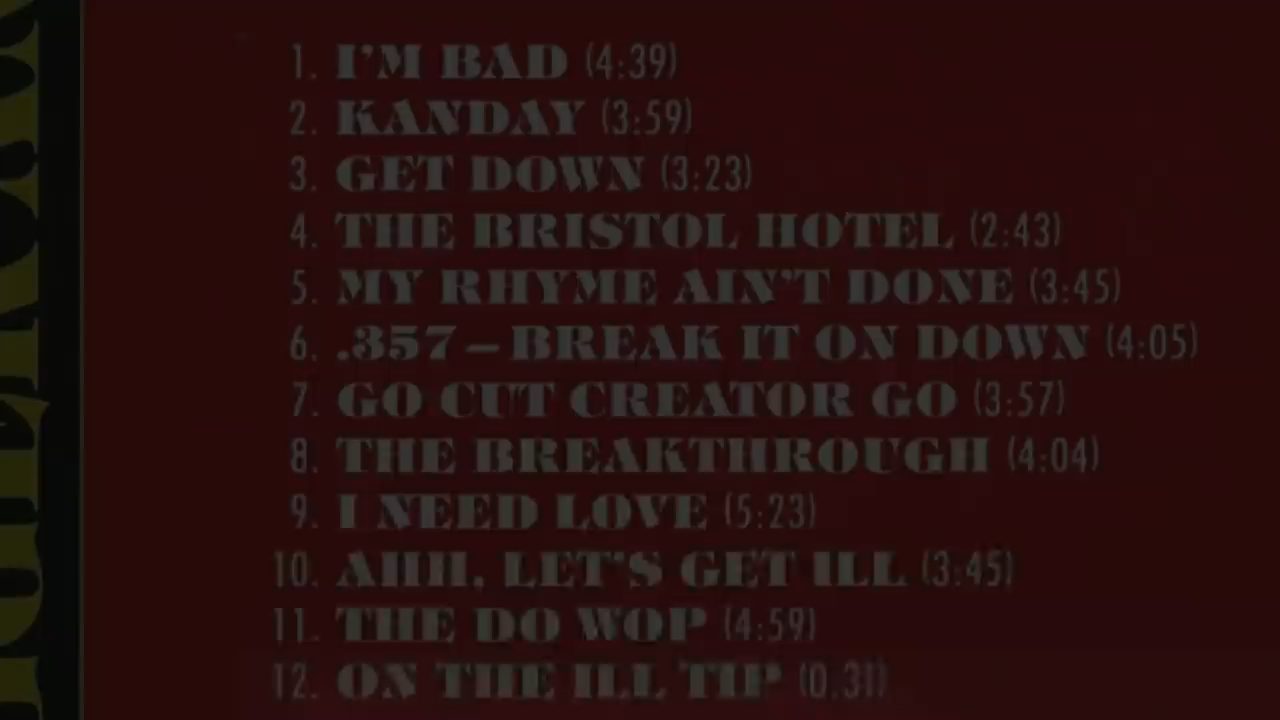 1. I'M BAD (4:39)
2. KANDAY (3:59)
3. GET DOWN (3:23)
4. THE BRISTOL HOTEL (2:43)
5. MY RHYME AIN'T DONE (3:45)
6. .357 – BREAK IT ON DOWN (4:05)
7. GO CUT CREATOR GO (3:57)
8. THE BREAKTHROUGH (4:04)
9. I NEED LOVE (5:23)
10. AHH, LET'S GET ILL (3:45)
11. THE DO WOP (4:59)
12. ON THE ILL TIP (0.31)